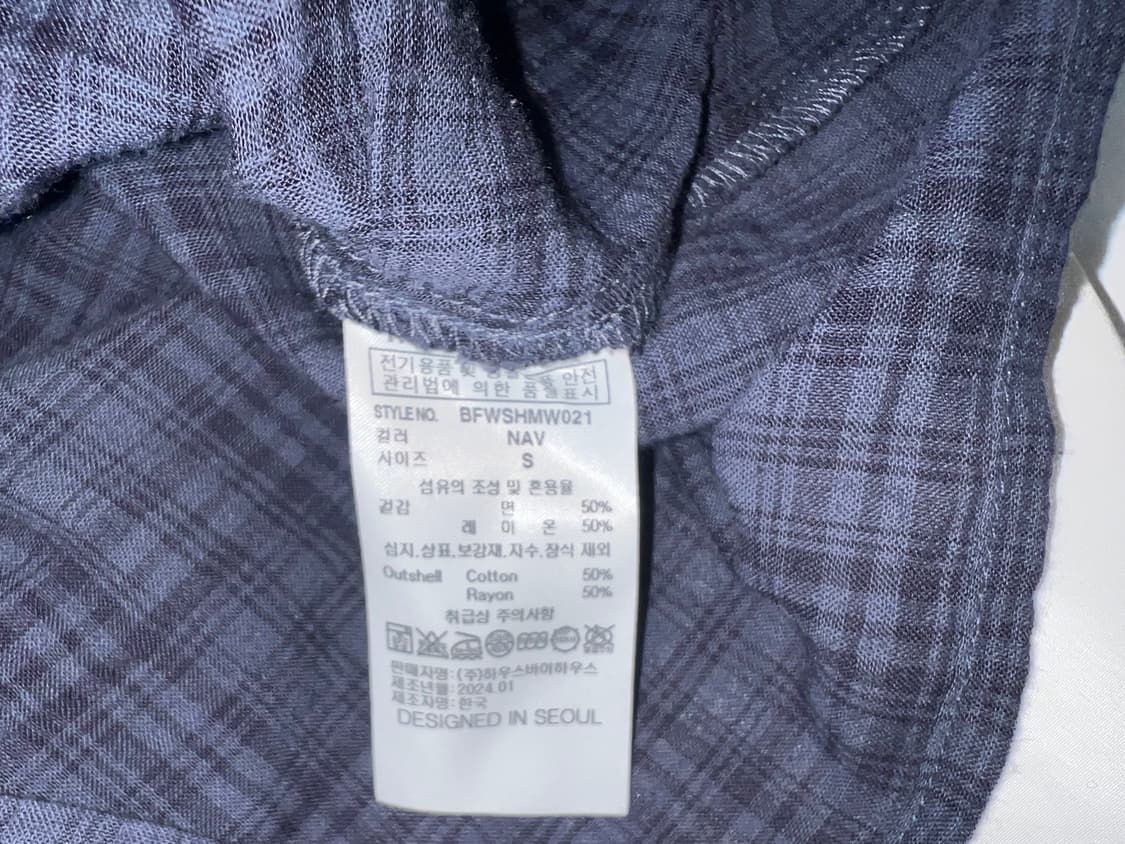 전기용품 및 안전
관리법에 의한 품질표시
STYLE NO. BFWSHMW021
컬러 NAV
사이즈 S
섬유의 조성 및 혼용율
겉감 면 50%
레 이 온 50%
심지.상표.보강재.자수.장식 제외
Outshell Cotton 50%
Rayon 50%
취급상 주의사항
판매자명:(주)하우스바이하우스
제조년월:2024.01
제조자명:한국
DESIGNED IN SEOUL